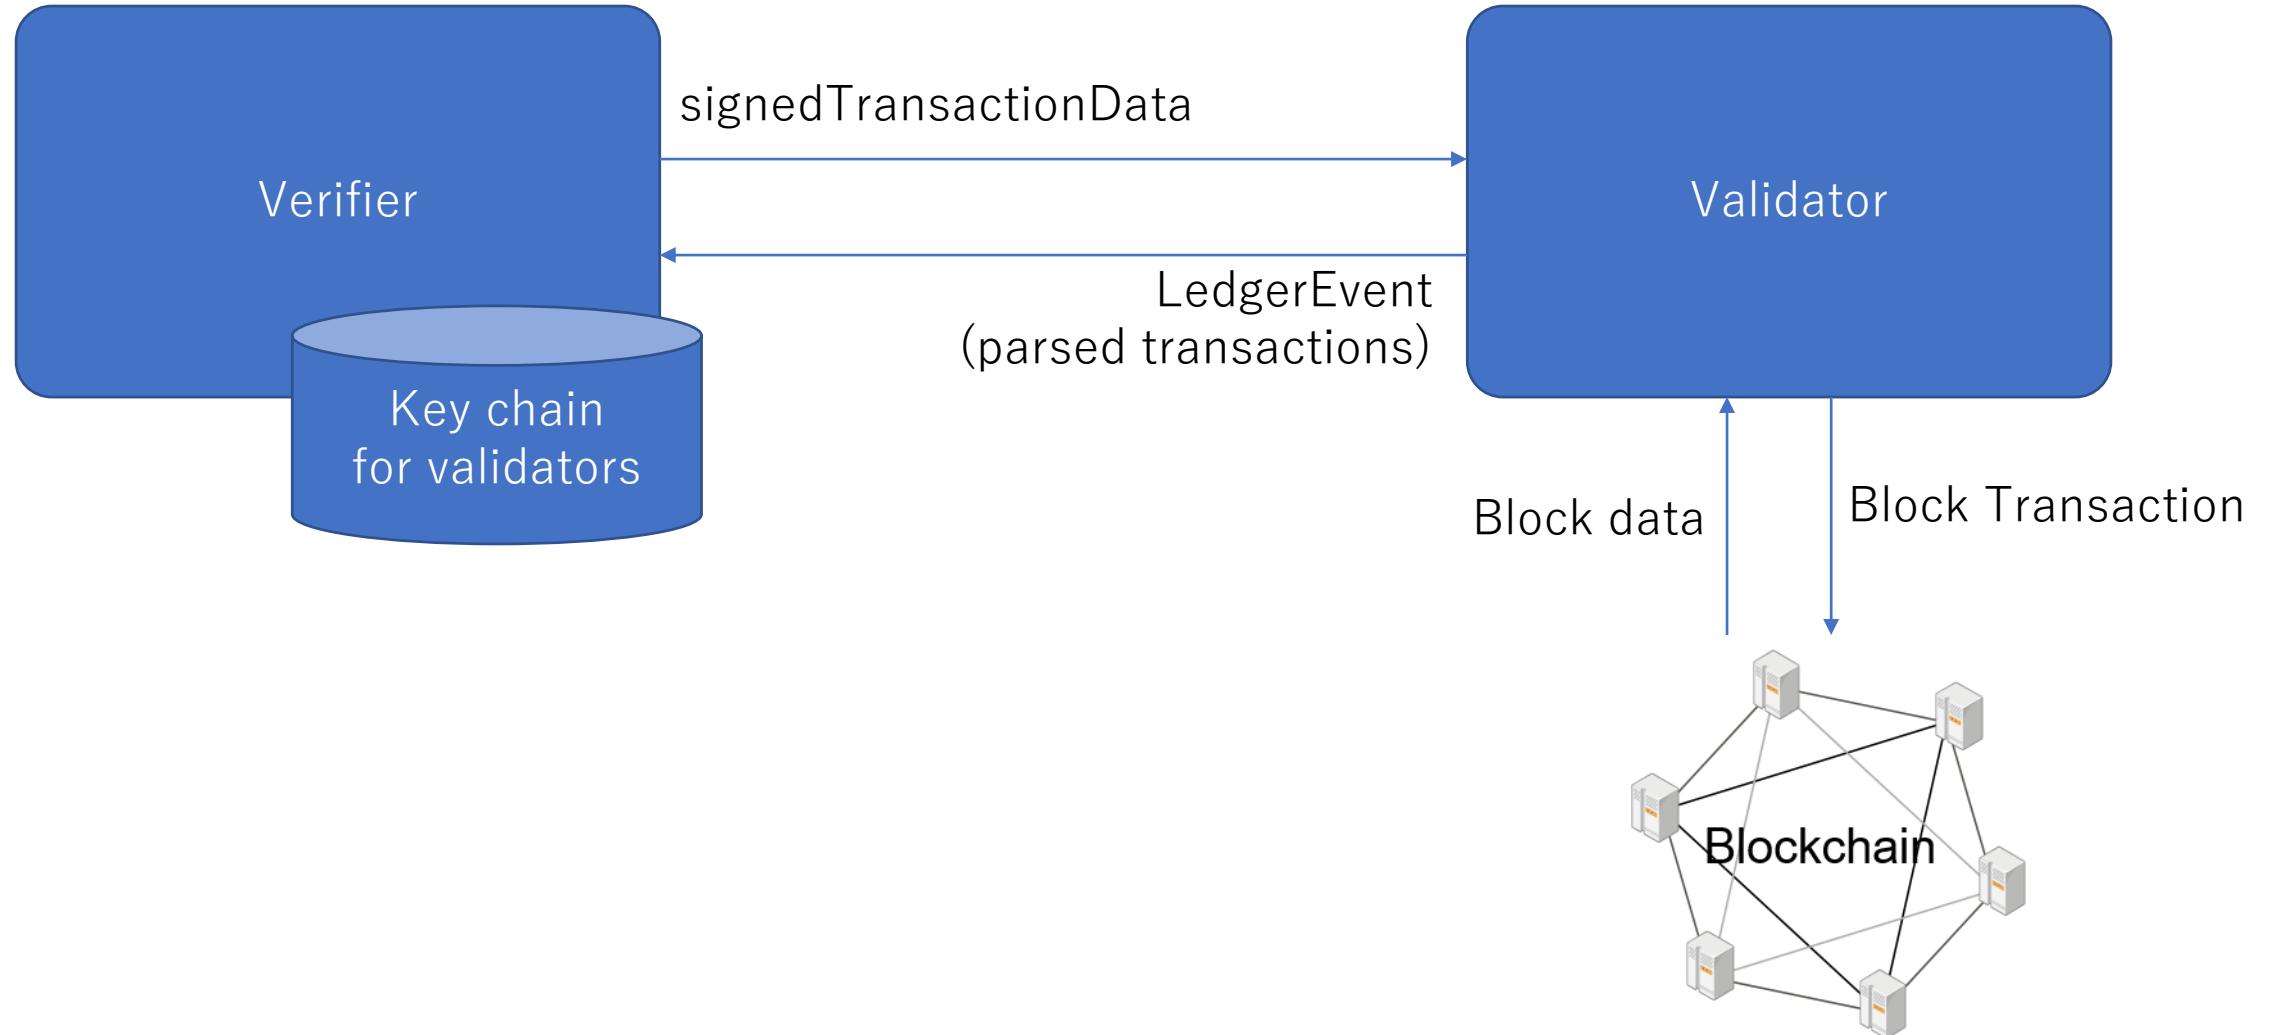 signedTransactionData
Verifier
Validator
LedgerEvent
(parsed transactions)
Key chain
for validators
Block data
Block Transaction
Blockchain